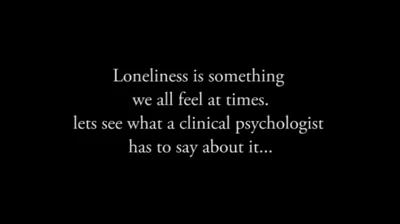 Loneliness is something
we all feel at times.
lets see what a clinical psychologist
has to say about it...